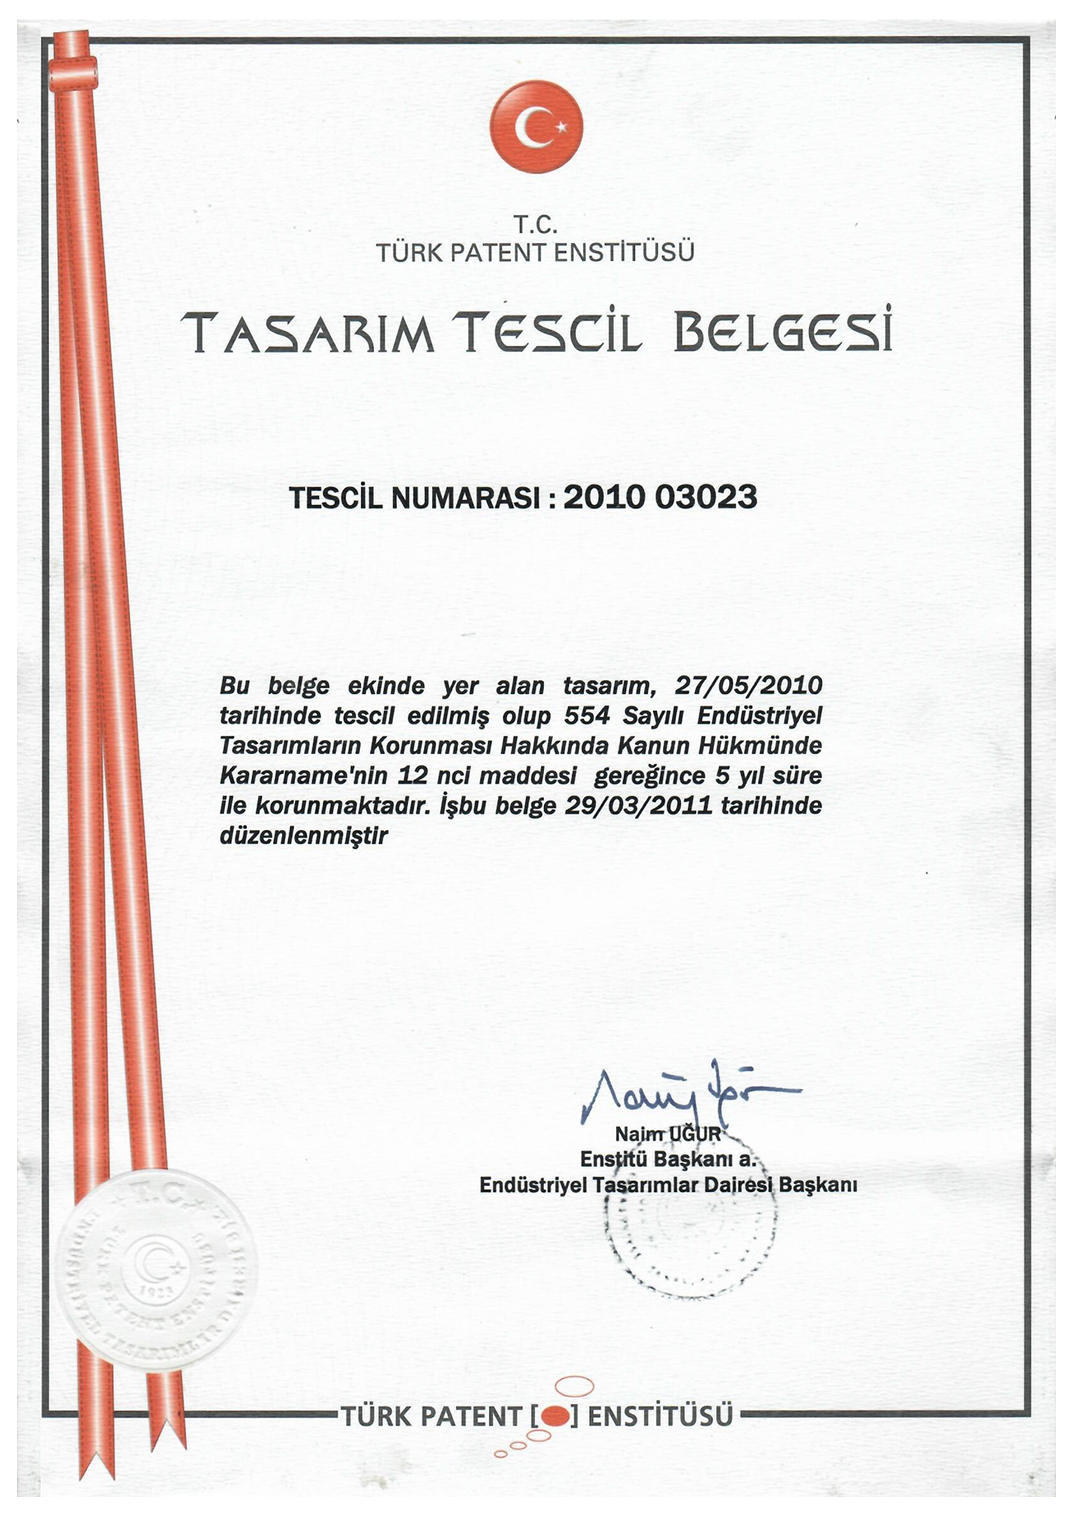 T.C.
TÜRK PATENT ENSTİTÜSÜ
TASARIM TESCİL BELGESİ
TESCİL NUMARASI : 2010 03023
Bu belge ekinde yer alan tasarım, 27/05/2010
tarihinde tescil edilmiş olup 554 Sayılı Endüstriyel
Tasarımların Korunması Hakkında Kanun Hükmünde
Kararname'nin 12 nci maddesi gereğince 5 yıl süre
ile korunmaktadır. İşbu belge 29/03/2011 tarihinde
düzenlenmiştir
Naim UĞUR
Enstitü Başkanı a.
Endüstriyel Tasarımlar Dairesi Başkanı
T.C.
1923
TÜRK PATENT [ ] ENSTİTÜSÜ